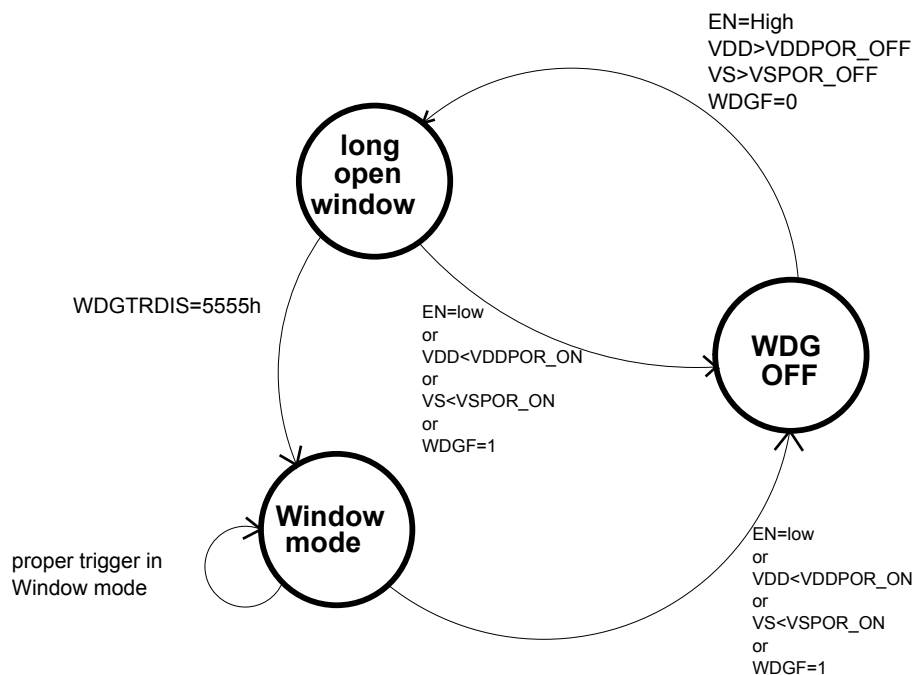 EN=High
VDD>VDDPOR_OFF
VS>VSPOR_OFF
WDGF=0
long
open
window
WDGTRDIS=5555h
EN=low
or
VDD<VDDPOR_ON
or
VS<VSPOR_ON
or
WDGF=1
WDG
OFF
Window
mode
proper trigger in
Window mode
EN=low
or
VDD<VDDPOR_ON
or
VS<VSPOR_ON
or
WDGF=1